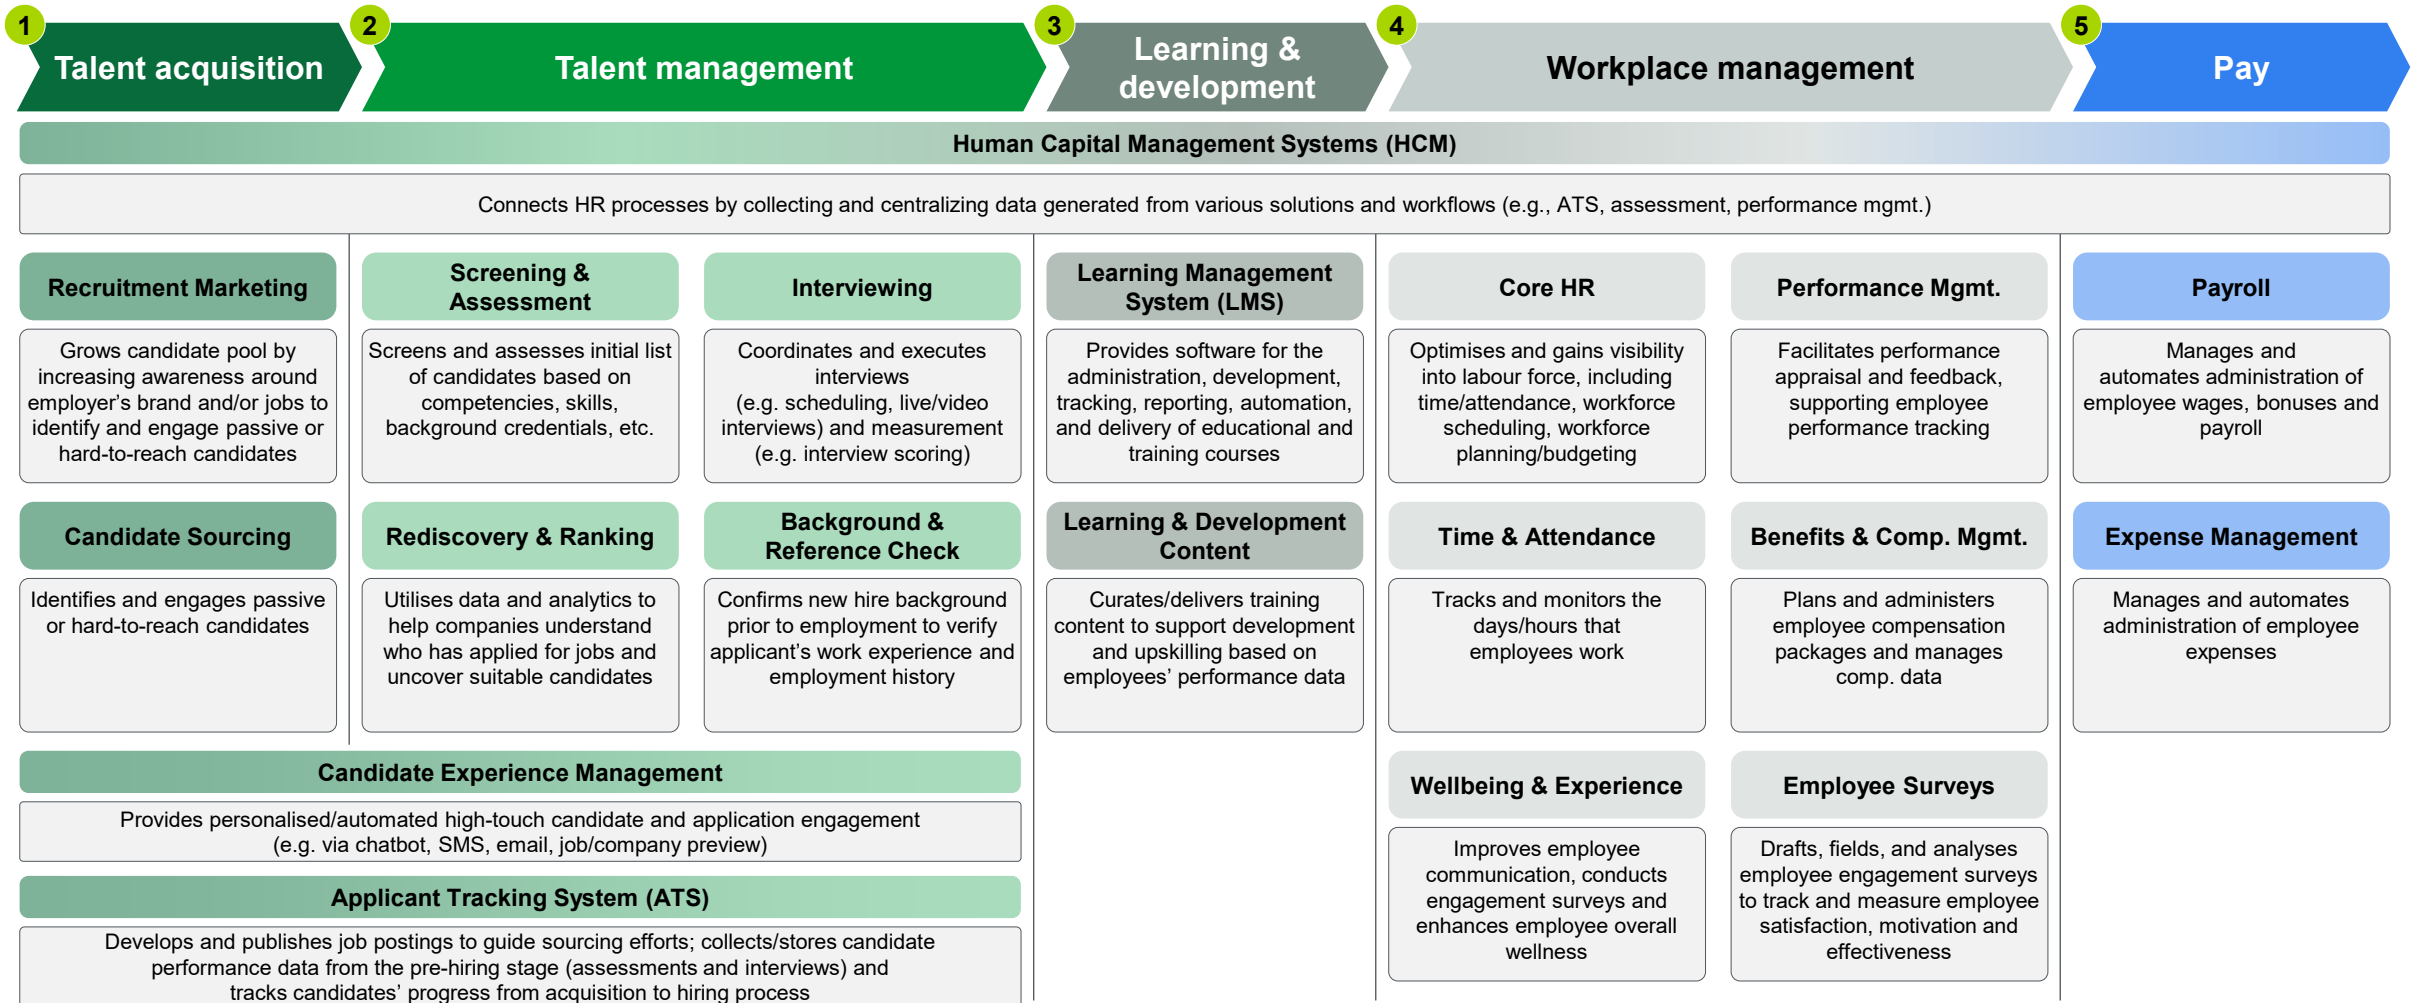 1
Talent acquisition
2
Talent management
3
Learning &
development
4
Workplace management
5
Pay
Human Capital Management Systems (HCM)
Connects HR processes by collecting and centralizing data generated from various solutions and workflows (e.g., ATS, assessment, performance mgmt.)
Recruitment Marketing
Grows candidate pool by
increasing awareness around
employer’s brand and/or jobs to
identify and engage passive or
hard-to-reach candidates
Screening &
Assessment
Screens and assesses initial list
of candidates based on
competencies, skills,
background credentials, etc.
Interviewing
Coordinates and executes
interviews
(e.g. scheduling, live/video
interviews) and measurement
(e.g. interview scoring)
Learning Management
System (LMS)
Provides software for the
administration, development,
tracking, reporting, automation,
and delivery of educational and
training courses
Core HR
Optimises and gains visibility
into labour force, including
time/attendance, workforce
scheduling, workforce
planning/budgeting
Performance Mgmt.
Facilitates performance
appraisal and feedback,
supporting employee
performance tracking
Payroll
Manages and
automates administration of
employee wages, bonuses and
payroll
Candidate Sourcing
Identifies and engages passive
or hard-to-reach candidates
Rediscovery & Ranking
Utilises data and analytics to
help companies understand
who has applied for jobs and
uncover suitable candidates
Background &
Reference Check
Confirms new hire background
prior to employment to verify
applicant’s work experience and
employment history
Learning & Development
Content
Curates/delivers training
content to support development
and upskilling based on
employees’ performance data
Time & Attendance
Tracks and monitors the
days/hours that
employees work
Benefits & Comp. Mgmt.
Plans and administers
employee compensation
packages and manages
comp. data
Expense Management
Manages and automates
administration of employee
expenses
Candidate Experience Management
Provides personalised/automated high-touch candidate and application engagement
(e.g. via chatbot, SMS, email, job/company preview)
Applicant Tracking System (ATS)
Develops and publishes job postings to guide sourcing efforts; collects/stores candidate
performance data from the pre-hiring stage (assessments and interviews) and
tracks candidates’ progress from acquisition to hiring process
Wellbeing & Experience
Improves employee
communication, conducts
engagement surveys and
enhances employee overall
wellness
Employee Surveys
Drafts, fields, and analyses
employee engagement surveys
to track and measure employee
satisfaction, motivation and
effectiveness